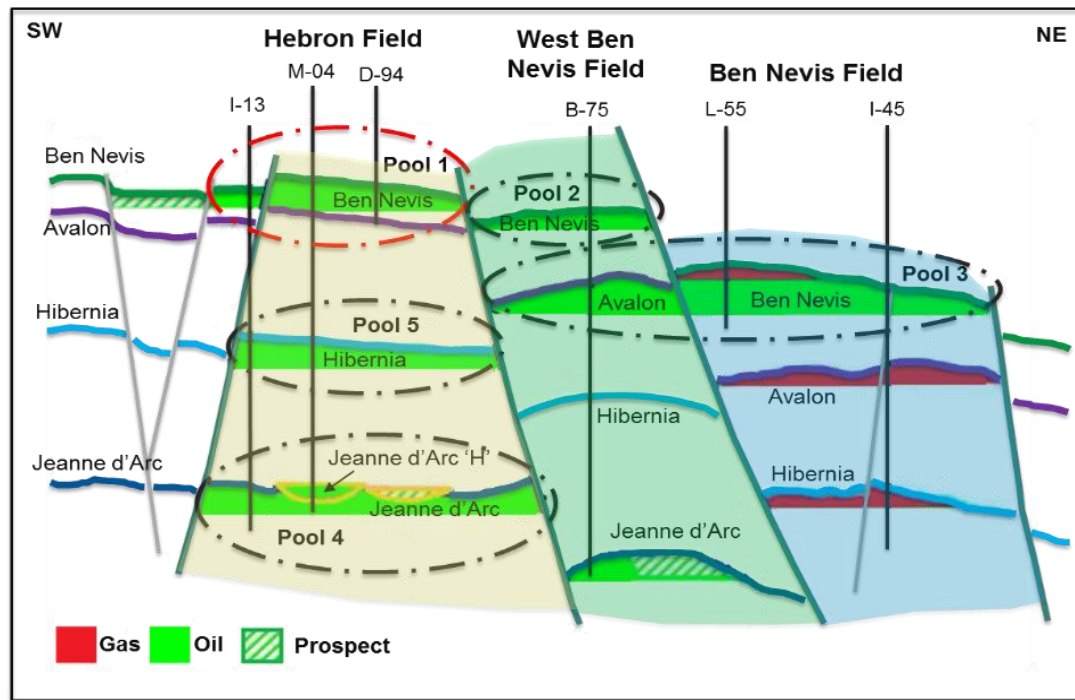 SW
NE
Hebron Field
West Ben
Nevis Field
Ben Nevis Field
M-04
D-94
I-13
B-75
L-55
I-45
Ben Nevis
Pool 1
Ben Nevis
Pool 2
Ben Nevis
Avalon
Pool 3
Avalon
Ben Nevis
Hibernia
Pool 5
Hibernia
Avalon
Hibernia
Jeanne d'Arc
Jeanne d'Arc 'H'
Jeanne d'Arc
Hibernia
Pool 4
Jeanne d'Arc
Gas
Oil
Prospect